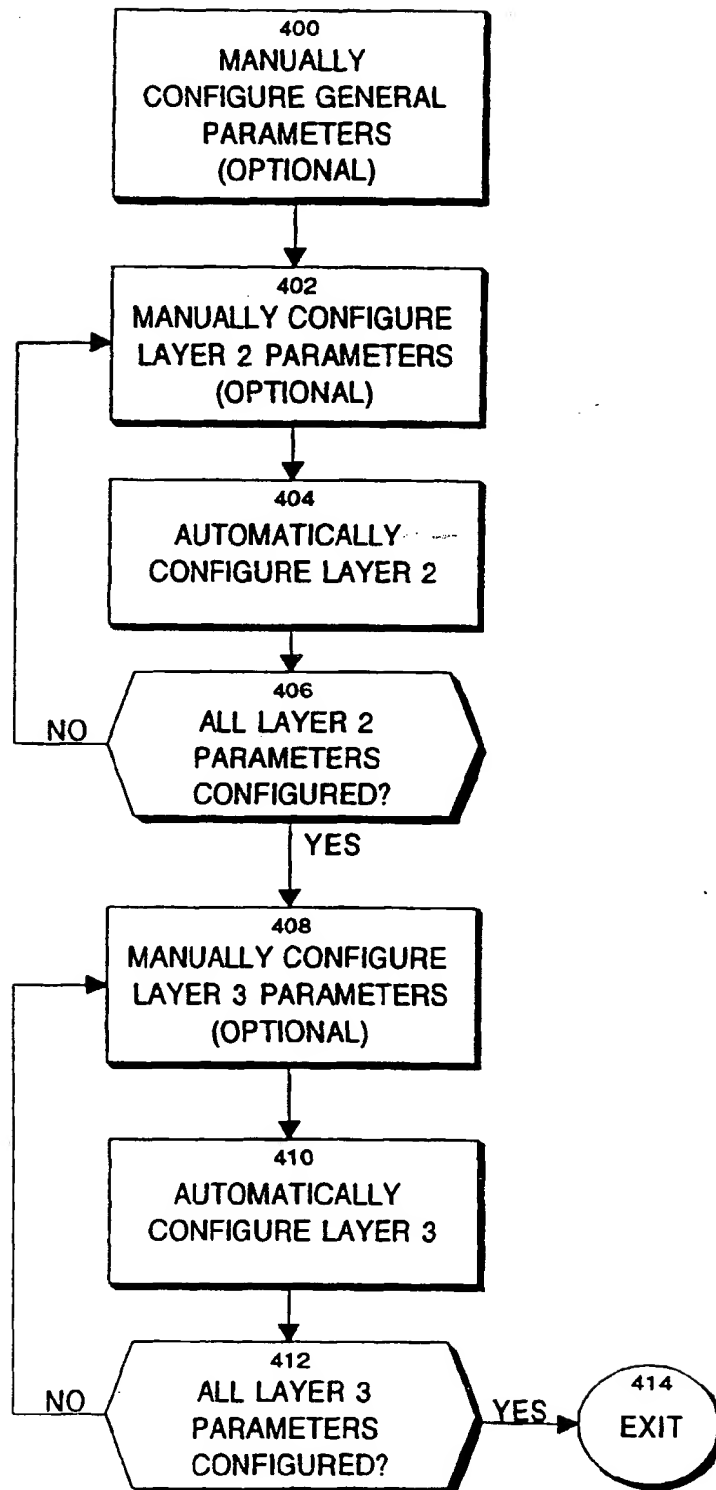 400
MANUALLY
CONFIGURE GENERAL
PARAMETERS
(OPTIONAL)
402
MANUALLY CONFIGURE
LAYER 2 PARAMETERS
(OPTIONAL)
404
AUTOMATICALLY
CONFIGURE LAYER 2
406
ALL LAYER 2
PARAMETERS
CONFIGURED?
NO
YES
408
MANUALLY CONFIGURE
LAYER 3 PARAMETERS
(OPTIONAL)
410
AUTOMATICALLY
CONFIGURE LAYER 3
412
ALL LAYER 3
PARAMETERS
CONFIGURED?
NO
YES
414
EXIT